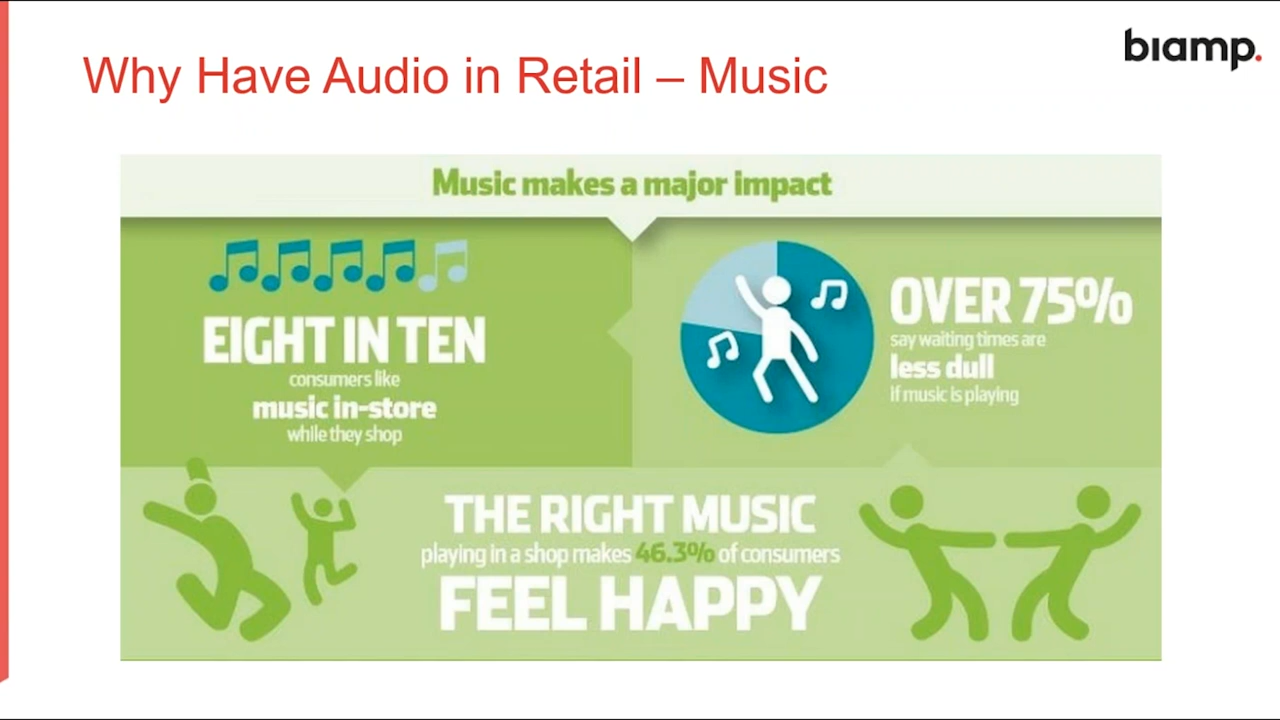 Why Have Audio in Retail – Music
biamp.
Music makes a major impact
EIGHT IN TEN
consumers like
music in-store
while they shop
OVER 75%
say waiting times are
less dull
if music is playing
THE RIGHT MUSIC
playing in a shop makes 46.3% of consumers
FEEL HAPPY